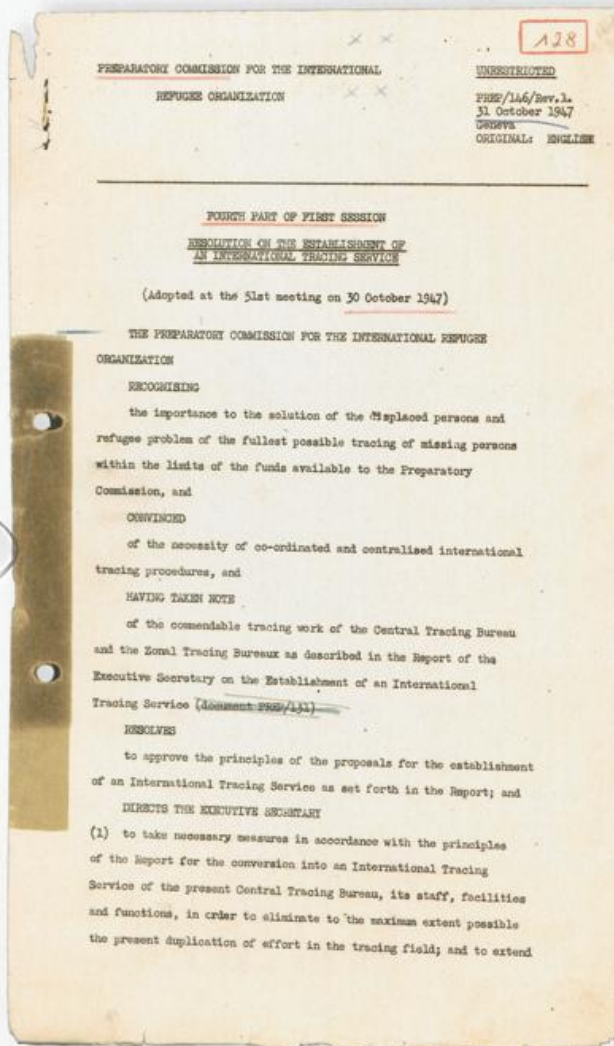 128
PREPARATORY COMMISSION FOR THE INTERNATIONAL
REFUGEE ORGANIZATION
UNRESTRICTED
PREP/146/Rev.1.
31 October 1947
Geneva
ORIGINAL: ENGLISH
FOURTH PART OF FIRST SESSION
RESOLUTION ON THE ESTABLISHMENT OF
AN INTERNATIONAL TRACING SERVICE
(Adopted at the 51st meeting on 30 October 1947)
THE PREPARATORY COMMISSION FOR THE INTERNATIONAL REFUGEE
ORGANIZATION
RECOGNISING
the importance to the solution of the displaced persons and
refugee problem of the fullest possible tracing of missing persons
within the limits of the funds available to the Preparatory
Commission, and
CONVINCED
of the necessity of co-ordinated and centralised international
tracing procedures, and
HAVING TAKEN NOTE
of the commendable tracing work of the Central Tracing Bureau
and the Zonal Tracing Bureaux as described in the Report of the
Executive Secretary on the Establishment of an International
Tracing Service (document PREP/131)
RESOLVES
to approve the principles of the proposals for the establishment
of an International Tracing Service as set forth in the Report; and
DIRECTS THE EXECUTIVE SECRETARY
(1) to take necessary measures in accordance with the principles
of the Report for the conversion into an International Tracing
Service of the present Central Tracing Bureau, its staff, facilities
and functions, in order to eliminate to the maximum extent possible
the present duplication of effort in the tracing field; and to extend